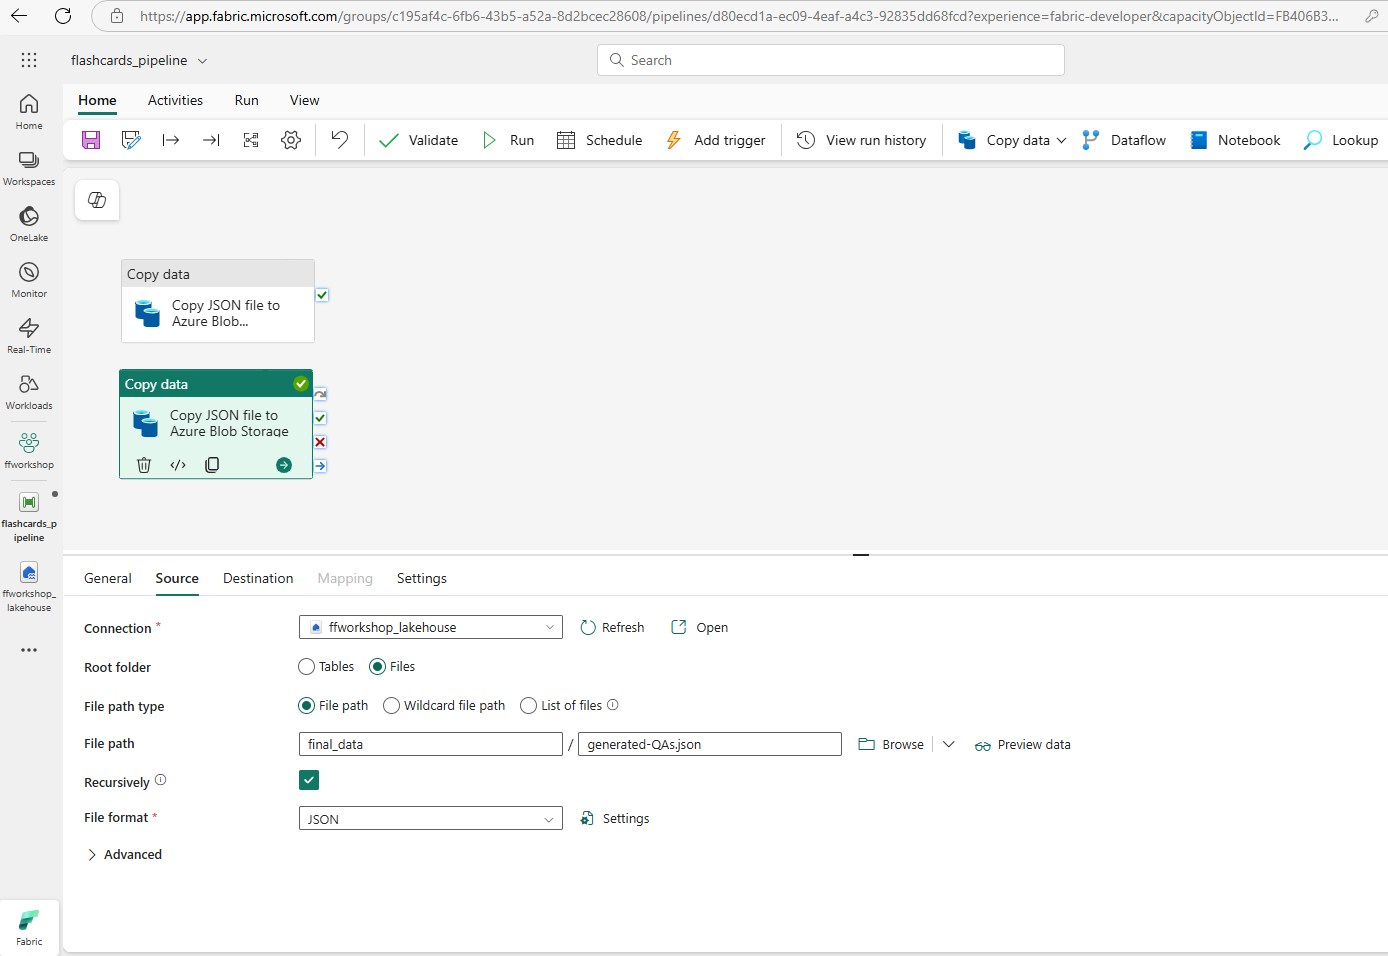 https://app.fabric.microsoft.com/groups/c195af4c-6fb6-43b5-a52a-8d2bcec28608/pipelines/d80ecd1a-ec09-4eaf-a4c3-92835dd68fcd?experience=fabric-developer&capacityObjectId=FB406B3...
flashcards_pipeline
Search
Home
Activities
Run
View
Validate
Run
Schedule
Add trigger
View run history
Copy data
Dataflow
Notebook
Lookup
Home
Workspaces
OneLake
Monitor
Real-Time
Workloads
ffworkshop
flashcards_p
ipeline
ffworkshop_
lakehouse
Fabric
Copy data
Copy JSON file to
Azure Blob...
Copy data
Copy JSON file to
Azure Blob Storage
General
Source
Destination
Mapping
Settings
Connection *
ffworkshop_lakehouse
Refresh
Open
Root folder
Tables
Files
File path type
File path
Wildcard file path
List of files
File path
final_data
/
generated-QAs.json
Browse
Preview data
Recursively
File format *
JSON
Settings
Advanced